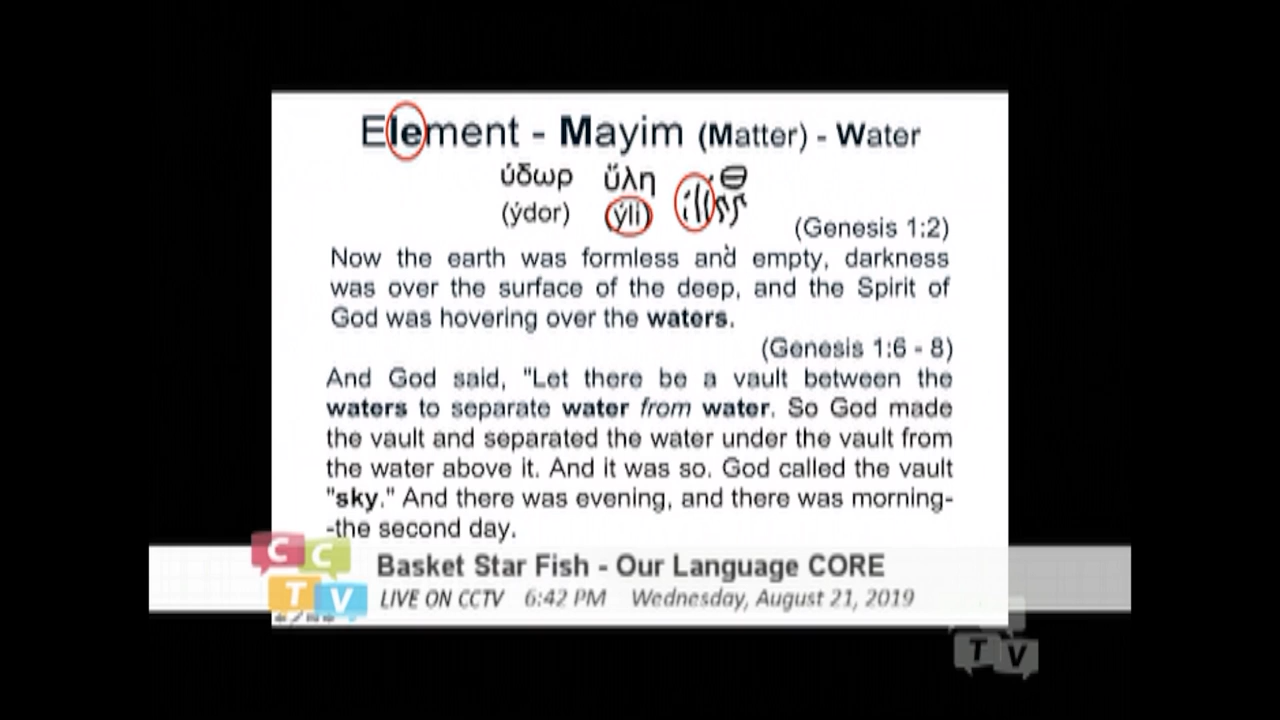 Element - Mayim (Matter) - Water
ύδωρ ὕλη
(ýdor) (ýli)
(Genesis 1:2)
Now the earth was formless and empty, darkness
was over the surface of the deep, and the Spirit of
God was hovering over the waters.
(Genesis 1:6 - 8)
And God said, "Let there be a vault between the
waters to separate water from water. So God made
the vault and separated the water under the vault from
the water above it. And it was so. God called the vault
"sky." And there was evening, and there was morning-
-the second day.
CCTV
Basket Star Fish - Our Language CORE
LIVE ON CCTV 6:42 PM Wednesday, August 21, 2019
TV